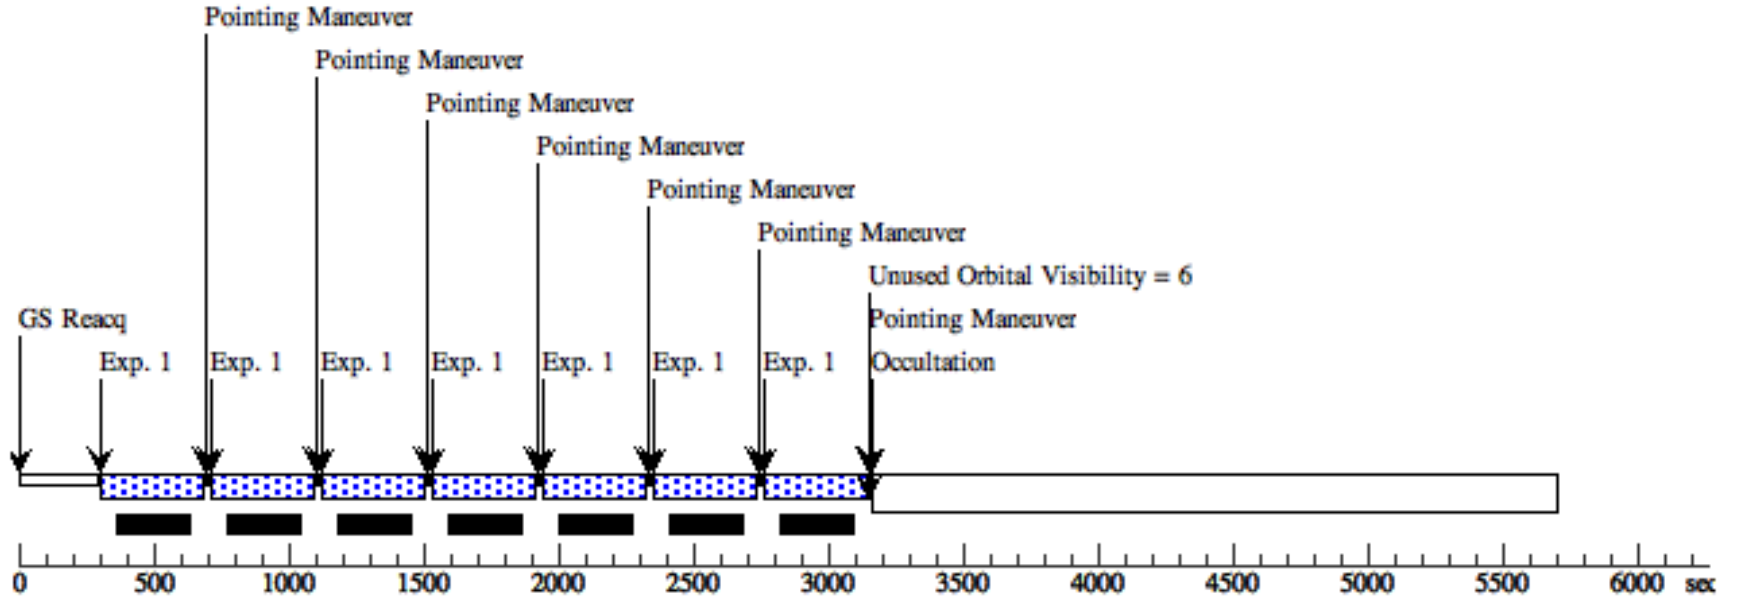 Pointing Maneuver
Pointing Maneuver
Pointing Maneuver
Pointing Maneuver
Pointing Maneuver
Pointing Maneuver
Unused Orbital Visibility = 6
GS Reacq Pointing Maneuver
Exp. 1 Exp. 1 Exp. 1 Exp. 1 Exp. 1 Exp. 1 Exp. 1 Occultation
0 500 1000 1500 2000 2500 3000 3500 4000 4500 5000 5500 6000 sec